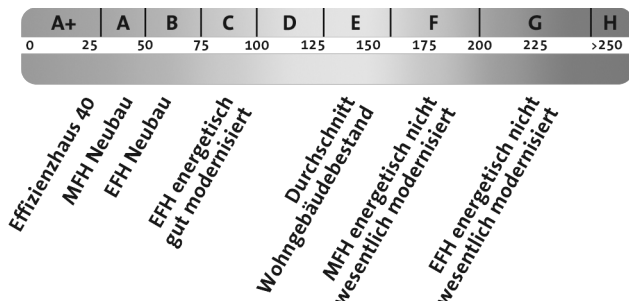 A+ A B C D E F G H
0 25 50 75 100 125 150 175 200 225 >250
Effizienzhaus 40
MFH Neubau
EFH Neubau
EFH energetisch
gut modernisiert
Durchschnitt
Wohngebäudebestand
MFH energetisch nicht
wesentlich modernisiert
EFH energetisch nicht
wesentlich modernisiert